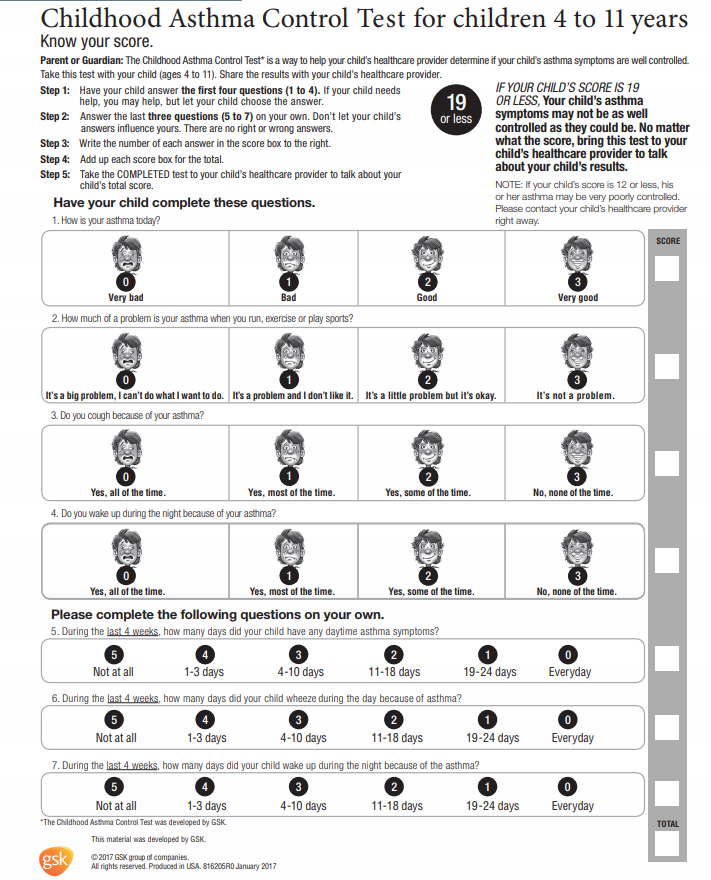 Childhood Asthma Control Test for children 4 to 11 years
Know your score.
Parent or Guardian: The Childhood Asthma Control Test* is a way to help your child's healthcare provider determine if your child's asthma symptoms are well controlled.
Take this test with your child (ages 4 to 11). Share the results with your child's healthcare provider.
Step 1: Have your child answer the first four questions (1 to 4). If your child needs
help, you may help, but let your child choose the answer.
Step 2: Answer the last three questions (5 to 7) on your own. Don't let your child's
answers influence yours. There are no right or wrong answers.
Step 3: Write the number of each answer in the score box to the right.
Step 4: Add up each score box for the total.
Step 5: Take the COMPLETED test to your child's healthcare provider to talk about your
child's total score.
19
or less
IF YOUR CHILD'S SCORE IS 19
OR LESS, Your child's asthma
symptoms may not be as well
controlled as they could be. No matter
what the score, bring this test to your
child's healthcare provider to talk
about your child's results.
NOTE: If your child's score is 12 or less, his
or her asthma may be very poorly controlled.
Please contact your child's healthcare provider
right away.
Have your child complete these questions.
SCORE
1. How is your asthma today?
0 1 2 3
Very bad Bad Good Very good
2. How much of a problem is your asthma when you run, exercise or play sports?
0 1 2 3
It's a big problem, I can't do what I want to do. It's a problem and I don't like it. It's a little problem but it's okay. It's not a problem.
3. Do you cough because of your asthma?
0 1 2 3
Yes, all of the time. Yes, most of the time. Yes, some of the time. No, none of the time.
4. Do you wake up during the night because of your asthma?
0 1 2 3
Yes, all of the time. Yes, most of the time. Yes, some of the time. No, none of the time.
Please complete the following questions on your own.
5. During the last 4 weeks, how many days did your child have any daytime asthma symptoms?
5 4 3 2 1 0
Not at all 1-3 days 4-10 days 11-18 days 19-24 days Everyday
6. During the last 4 weeks, how many days did your child wheeze during the day because of asthma?
5 4 3 2 1 0
Not at all 1-3 days 4-10 days 11-18 days 19-24 days Everyday
7. During the last 4 weeks, how many days did your child wake up during the night because of the asthma?
5 4 3 2 1 0
Not at all 1-3 days 4-10 days 11-18 days 19-24 days Everyday
*The Childhood Asthma Control Test was developed by GSK.
TOTAL
This material was developed by GSK.
gsk
©2017 GSK group of companies.
All rights reserved. Produced in USA. 816205R0 January 2017